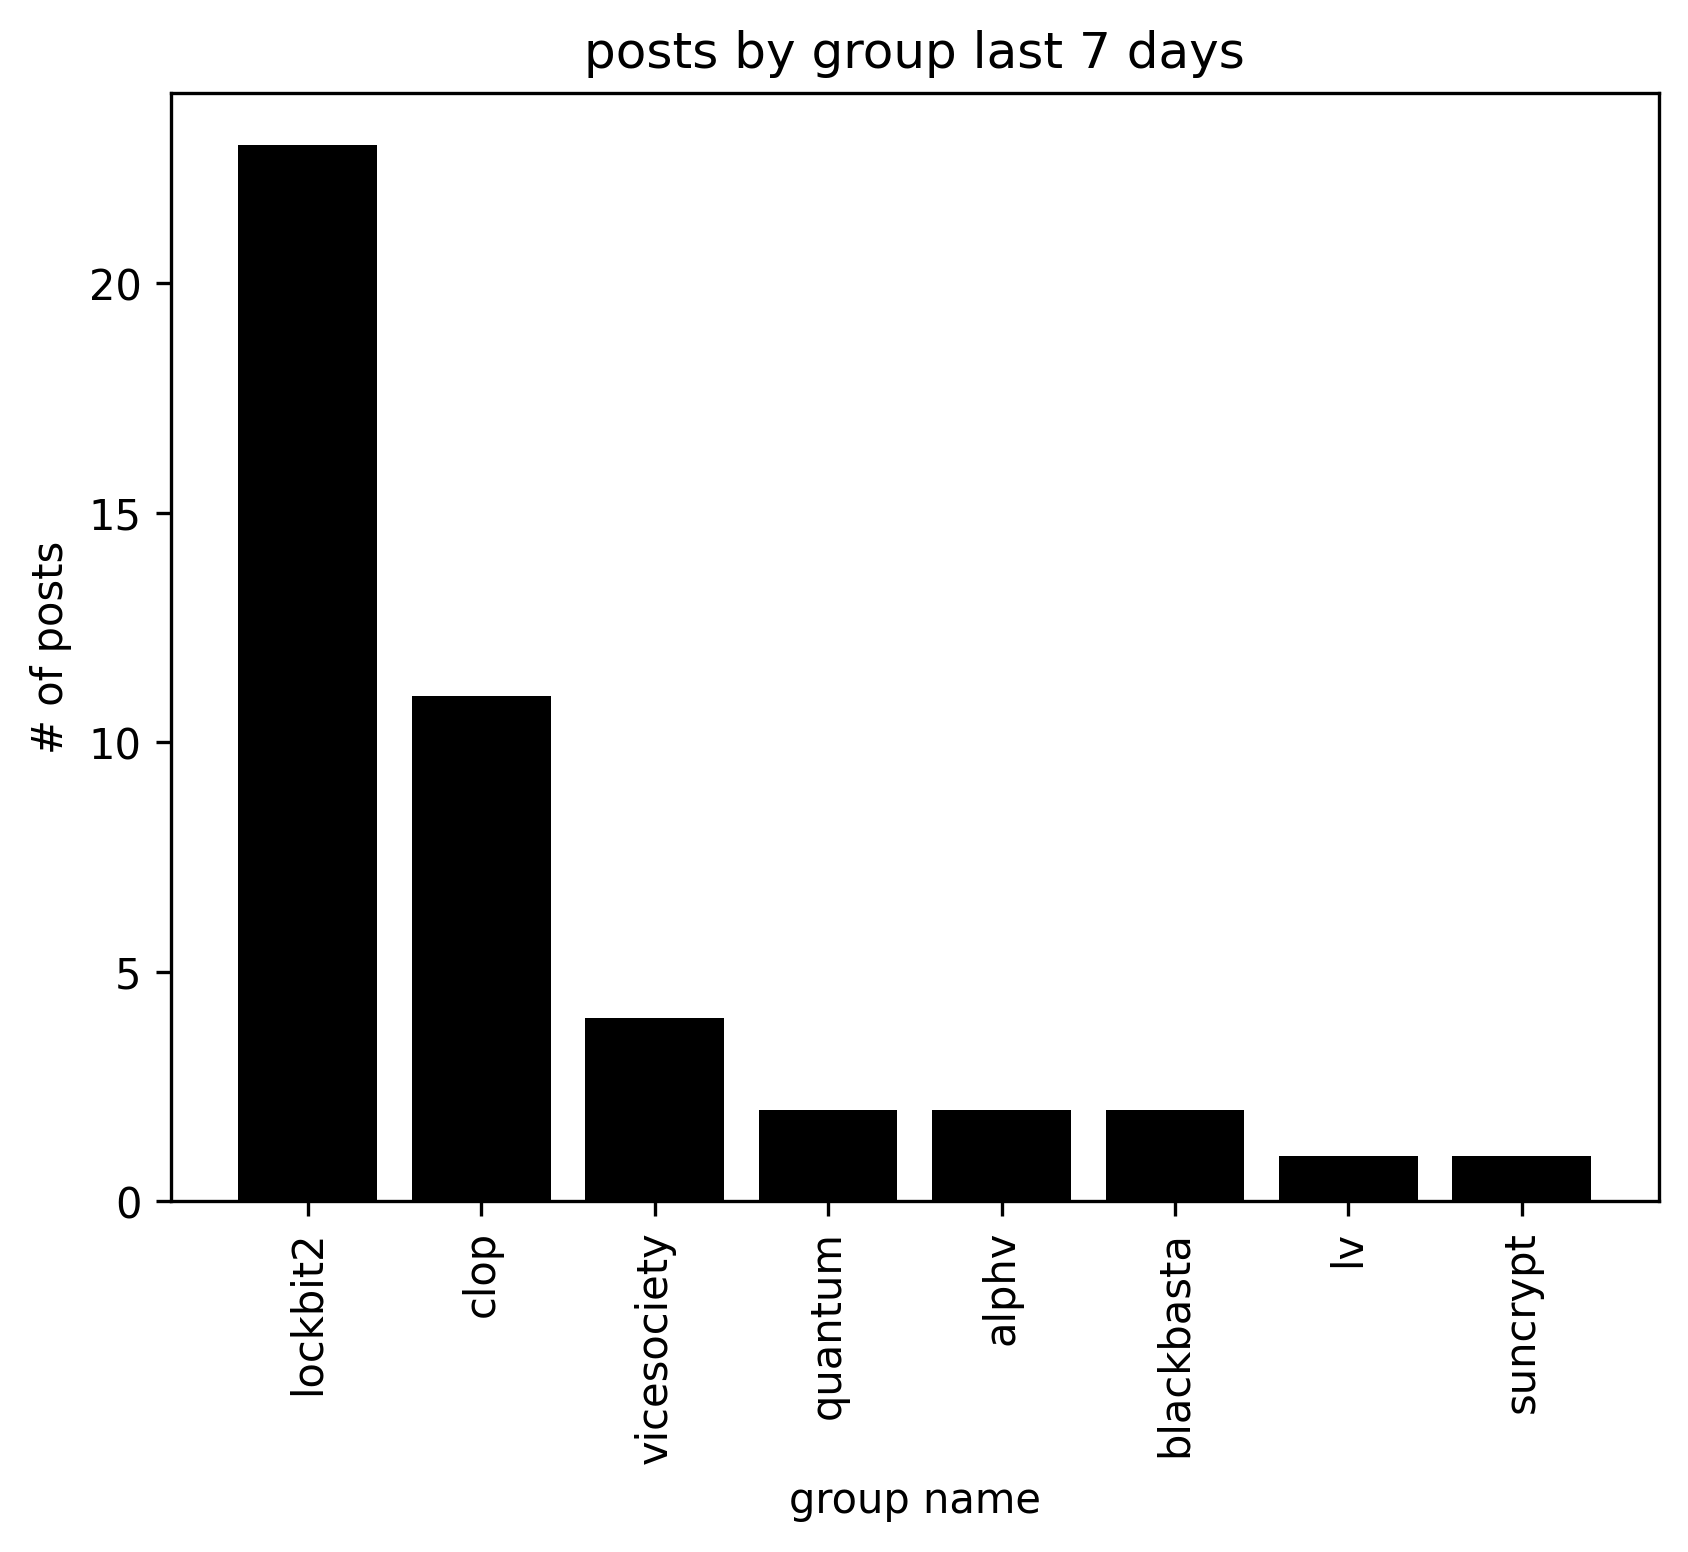 posts by group last 7 days
20
15
10
5
0
# of posts
lockbit2
clop
vicesociety
quantum
alphv
blackbasta
lv
suncrypt
group name